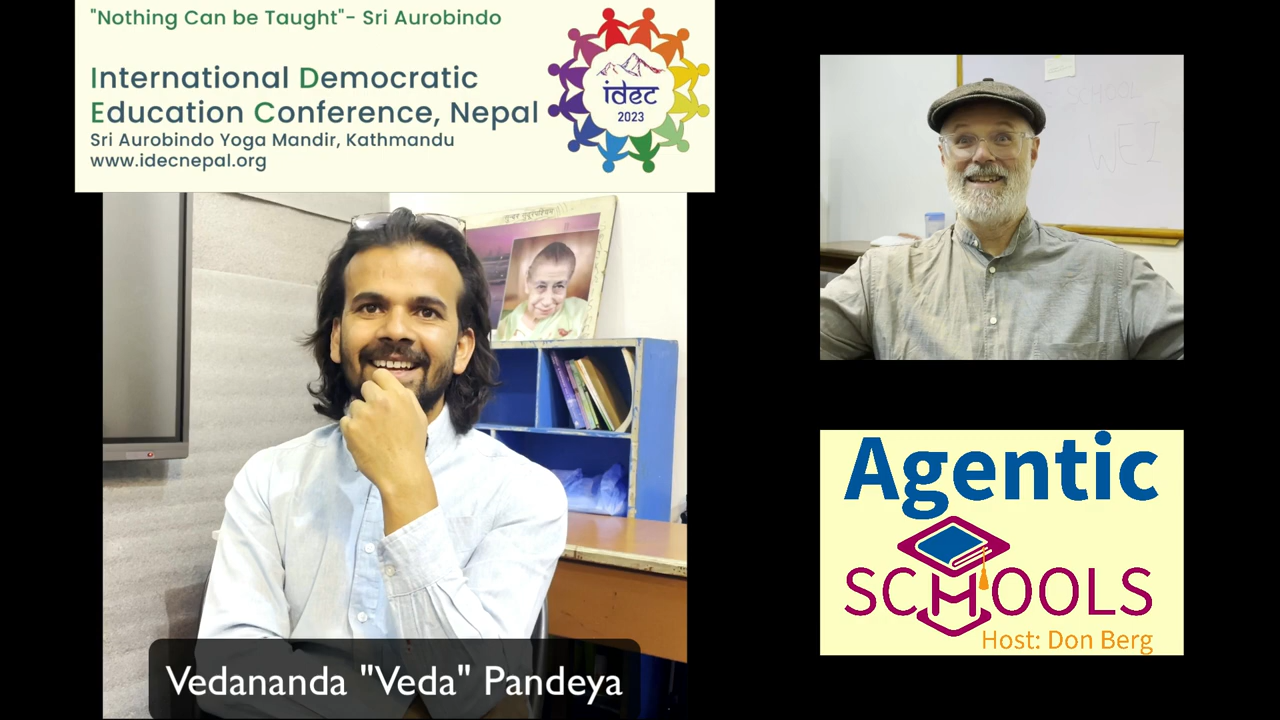 "Nothing Can be Taught"- Sri Aurobindo
International Democratic
Education Conference, Nepal
Sri Aurobindo Yoga Mandir, Kathmandu
www.idecnepal.org
idec
2023
Vedananda "Veda" Pandeya
Agentic
SCHOOLS
Host: Don Berg